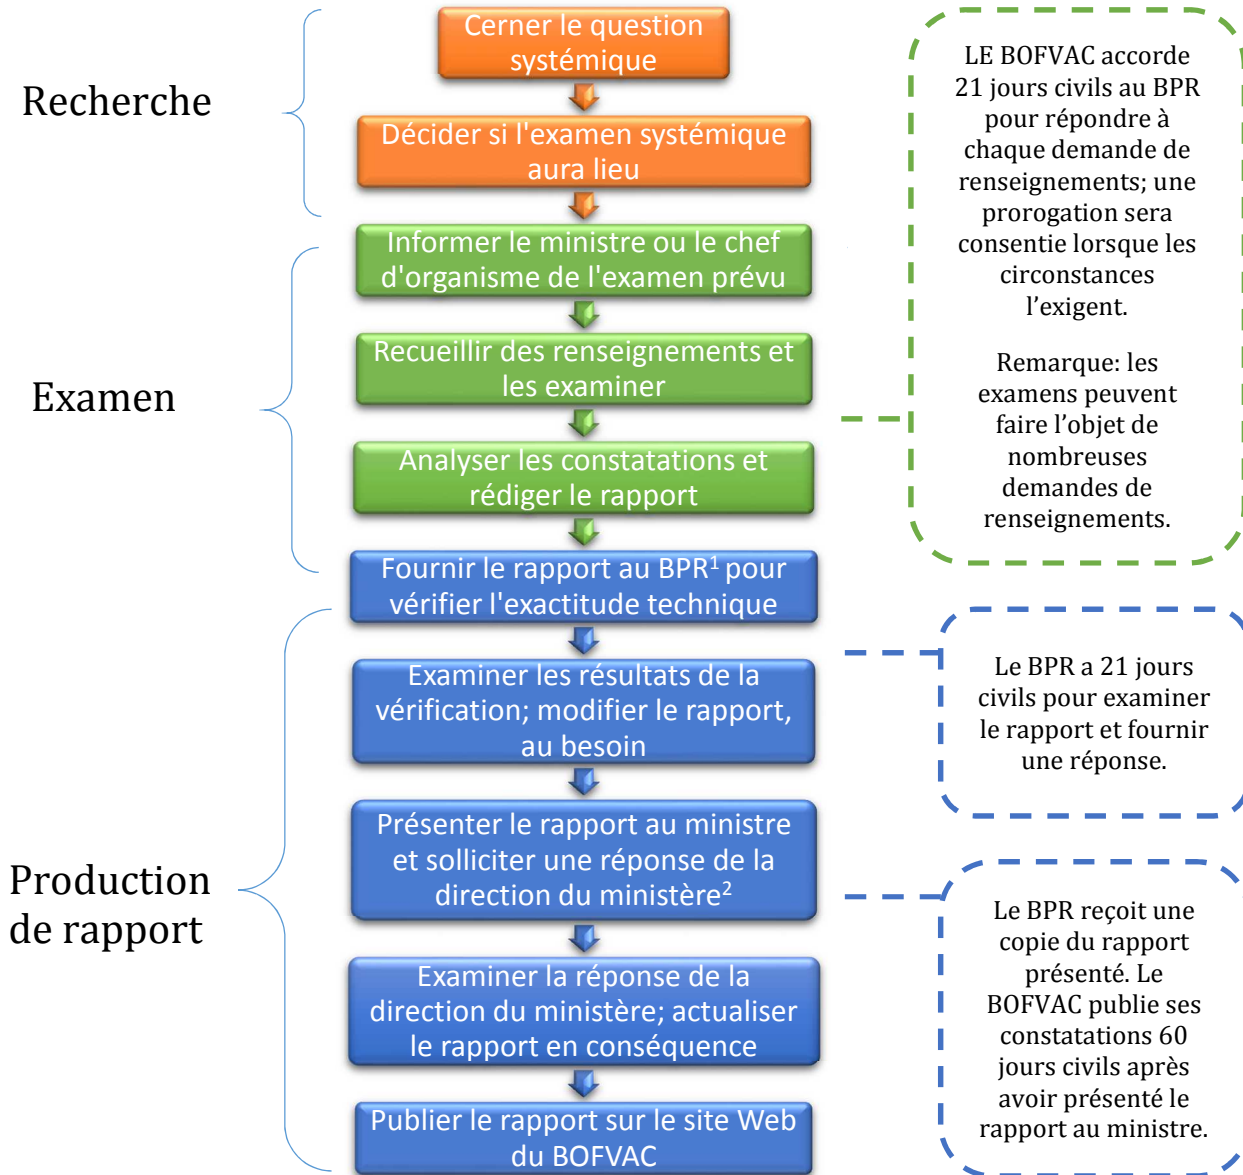 Recherche
Cerner le question
systémique
Décider si l'examen systémique
aura lieu
Examen
Informer le ministre ou le chef
d'organisme de l'examen prévu
Recueillir des renseignements et
les examiner
Analyser les constatations et
rédiger le rapport
LE BOFVAC accorde
21 jours civils au BPR
pour répondre à
chaque demande de
renseignements; une
prorogation sera
consentie lorsque les
circonstances
l’exigent.
Remarque: les
examens peuvent
faire l’objet de
nombreuses
demandes de
renseignements.
Production
de rapport
Fournir le rapport au BPR¹ pour
vérifier l'exactitude technique
Examiner les résultats de la
vérification; modifier le rapport,
au besoin
Le BPR a 21 jours
civils pour examiner
le rapport et fournir
une réponse.
Présenter le rapport au ministre
et solliciter une réponse de la
direction du ministère²
Examiner la réponse de la
direction du ministère; actualiser
le rapport en conséquence
Publier le rapport sur le site Web
du BOFVAC
Le BPR reçoit une
copie du rapport
présenté. Le
BOFVAC publie ses
constatations 60
jours civils après
avoir présenté le
rapport au ministre.